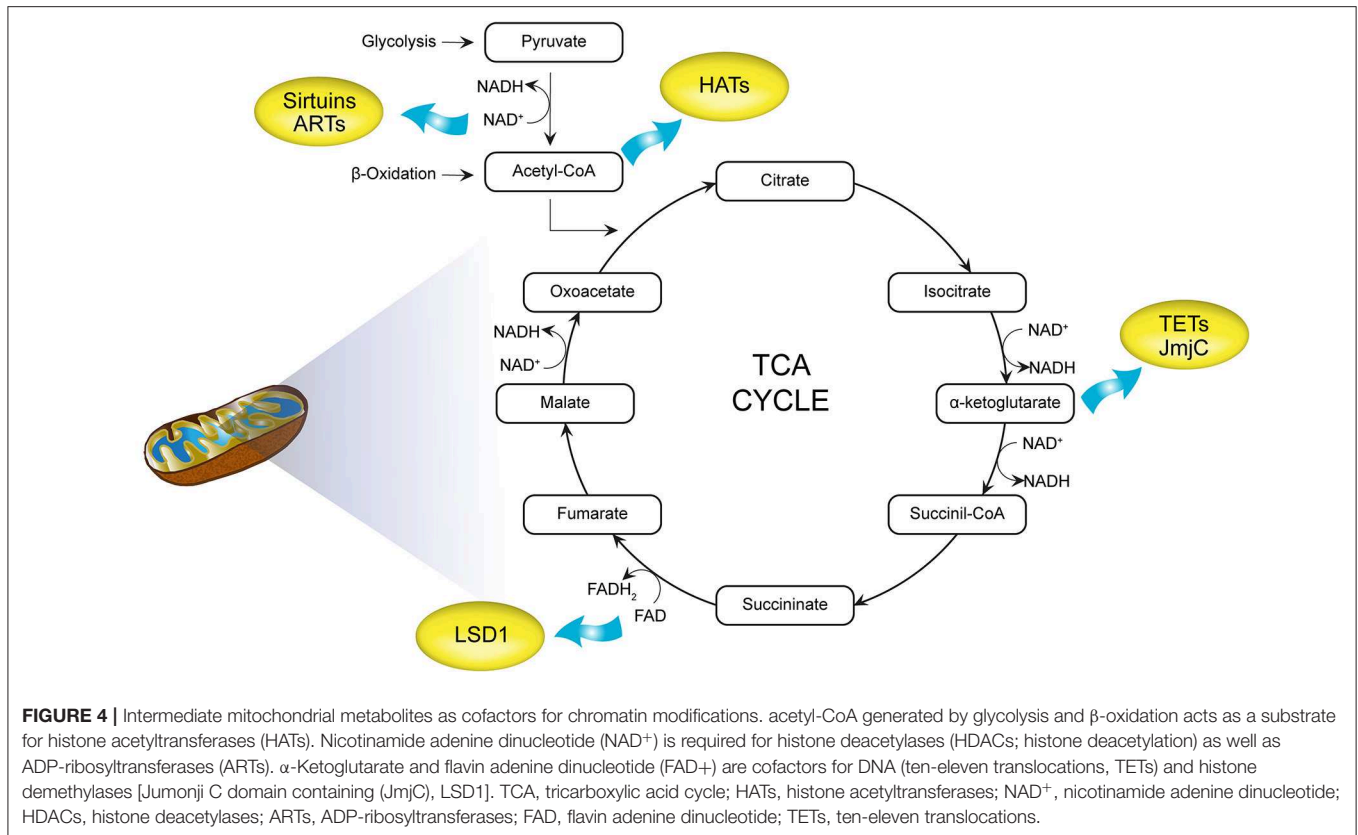 Glycolysis
Pyruvate
NADH
NAD⁺
Sirtuins
ARTs
HATs
β-Oxidation
Acetyl-CoA
Citrate
Oxoacetate
Isocitrate
NADH
NAD⁺
NAD⁺
NADH
TETs
JmjC
TCA
CYCLE
Malate
α-ketoglutarate
NAD⁺
NADH
Fumarate
Succinil-CoA
FADH₂
FAD
Succininate
LSD1
FIGURE 4 | Intermediate mitochondrial metabolites as cofactors for chromatin modifications. acetyl-CoA generated by glycolysis and β-oxidation acts as a substrate
for histone acetyltransferases (HATs). Nicotinamide adenine dinucleotide (NAD⁺) is required for histone deacetylases (HDACs; histone deacetylation) as well as
ADP-ribosyltransferases (ARTs). α-Ketoglutarate and flavin adenine dinucleotide (FAD+) are cofactors for DNA (ten-eleven translocations, TETs) and histone
demethylases [Jumonji C domain containing (JmjC), LSD1]. TCA, tricarboxylic acid cycle; HATs, histone acetyltransferases; NAD⁺, nicotinamide adenine dinucleotide;
HDACs, histone deacetylases; ARTs, ADP-ribosyltransferases; FAD, flavin adenine dinucleotide; TETs, ten-eleven translocations.